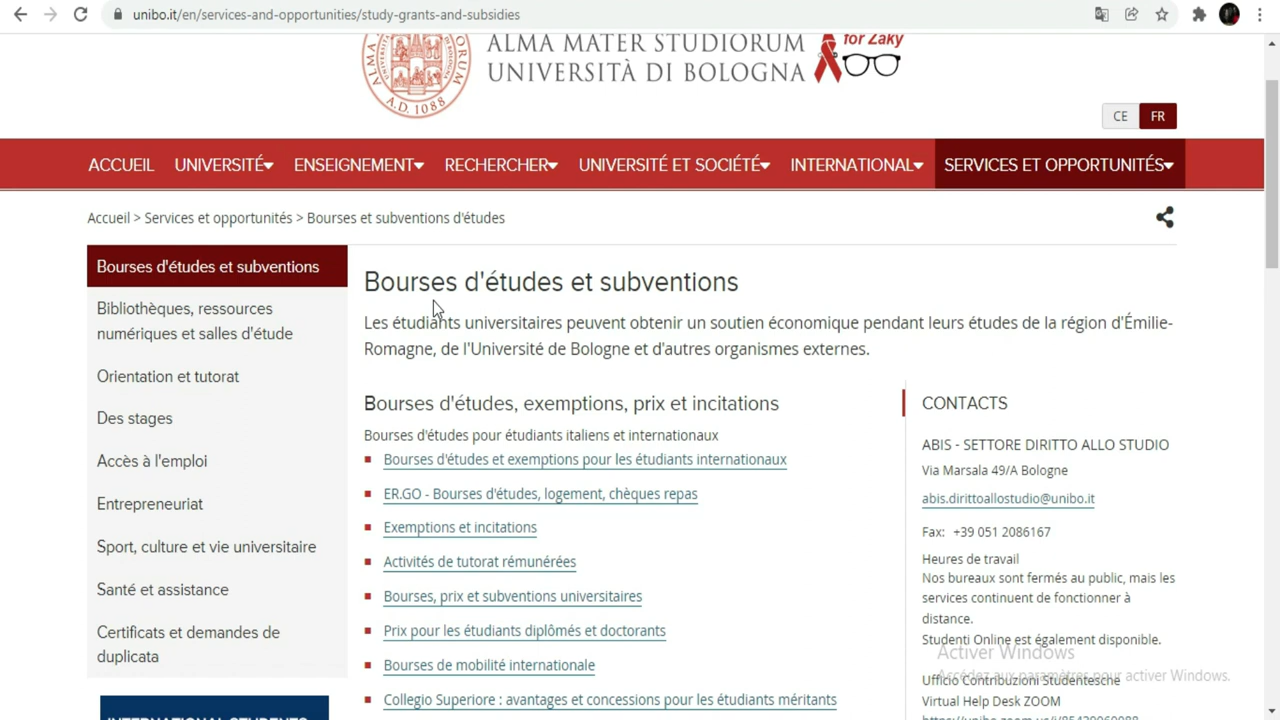 unibo.it/en/services-and-opportunities/study-grants-and-subsidies
ALMA MATER STUDIORUM
UNIVERSITÀ DI BOLOGNA
for Zaky
A.D. 1088
CE
FR
ACCUEIL
UNIVERSITÉ
ENSEIGNEMENT
RECHERCHER
UNIVERSITÉ ET SOCIÉTÉ
INTERNATIONAL
SERVICES ET OPPORTUNITÉS
Accueil > Services et opportunités > Bourses et subventions d'études
Bourses d'études et subventions
Bibliothèques, ressources
numériques et salles d'étude
Orientation et tutorat
Des stages
Accès à l'emploi
Entrepreneuriat
Sport, culture et vie universitaire
Santé et assistance
Certificats et demandes de
duplicata
INTERNATIONAL STUDENTS
Bourses d'études et subventions
Les étudiants universitaires peuvent obtenir un soutien économique pendant leurs études de la région d'Émilie-
Romagne, de l'Université de Bologne et d'autres organismes externes.
Bourses d'études, exemptions, prix et incitations
Bourses d'études pour étudiants italiens et internationaux
Bourses d'études et exemptions pour les étudiants internationaux
ER.GO - Bourses d'études, logement, chèques repas
Exemptions et incitations
Activités de tutorat rémunérées
Bourses, prix et subventions universitaires
Prix pour les étudiants diplômés et doctorants
Bourses de mobilité internationale
Collegio Superiore : avantages et concessions pour les étudiants méritants
CONTACTS
ABIS - SETTORE DIRITTO ALLO STUDIO
Via Marsala 49/A Bologne
abis.dirittoallostudio@unibo.it
Fax: +39 051 2086167
Heures de travail
Nos bureaux sont fermés au public, mais les
services continuent de fonctionner à
distance.
Studenti Online est également disponible.
Activer Windows
Accédez aux paramètres pour activer Windows.
Ufficio Contribuzioni Studentesche
Virtual Help Desk ZOOM